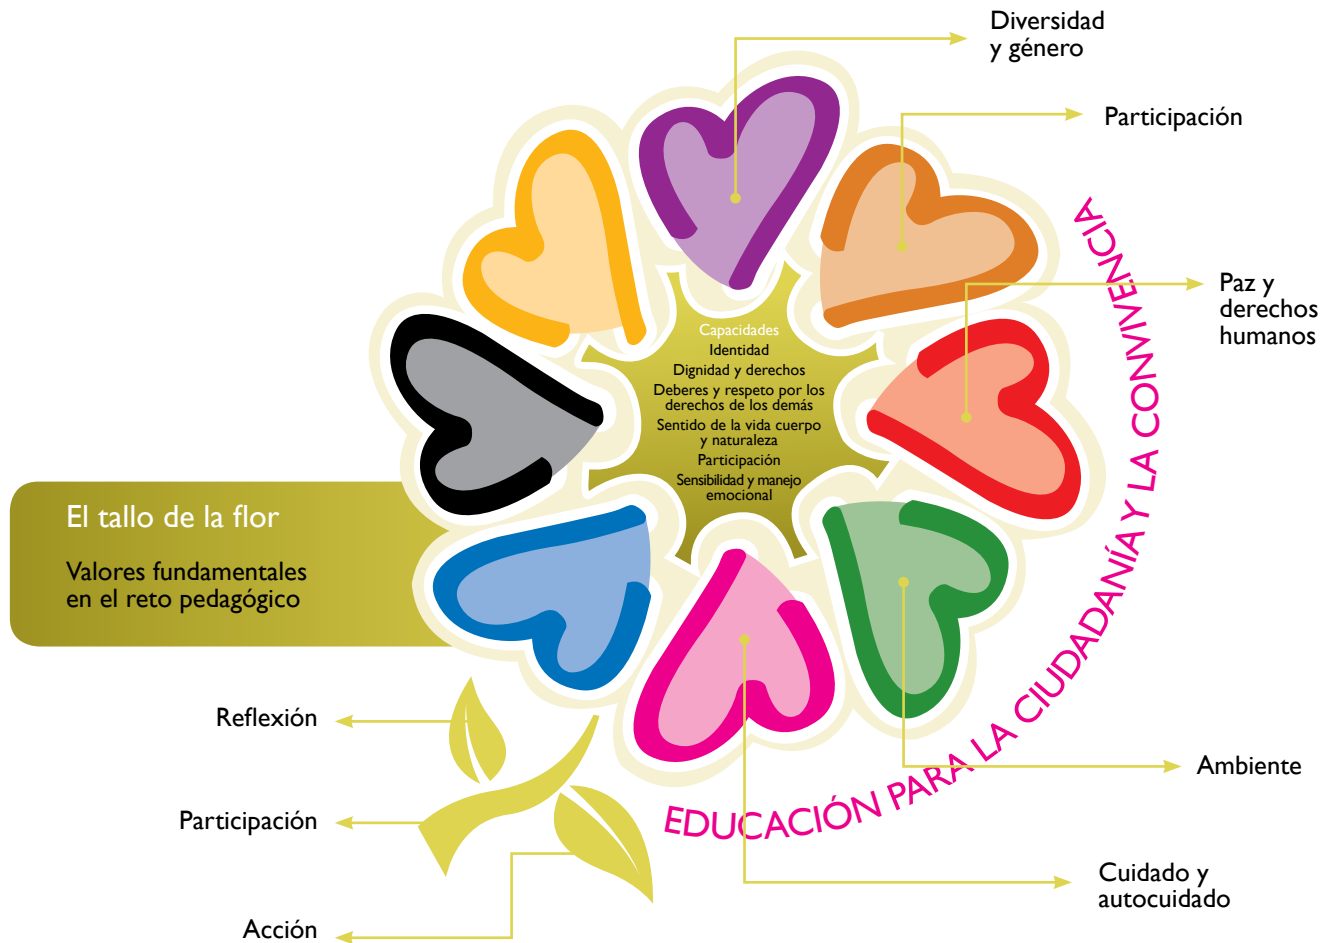 Diversidad
y género
Participación
Paz y
derechos
humanos
Capacidades
Identidad
Dignidad y derechos
Deberes y respeto por los
derechos de los demás
Sentido de la vida cuerpo
y naturaleza
Participación
Sensibilidad y manejo
emocional
El tallo de la flor
Valores fundamentales
en el reto pedagógico
EDUCACIÓN PARA LA CIUDADANÍA Y LA CONVIVENCIA
Reflexión
Participación
Acción
Ambiente
Cuidado y
autocuidado